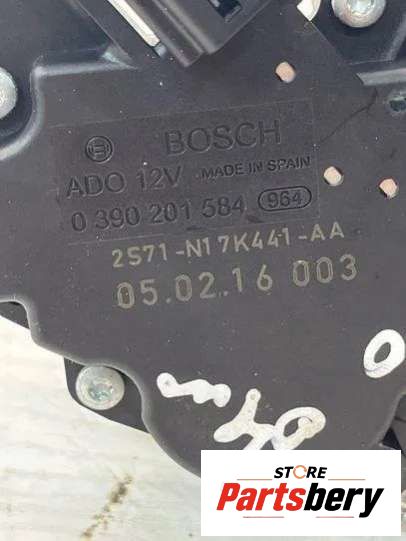 BOSCH
ADO 12V MADE IN SPAIN
0 390 201 584 964
2S71-N17K441-AA
05.02.16 003
STORE
Partsbery